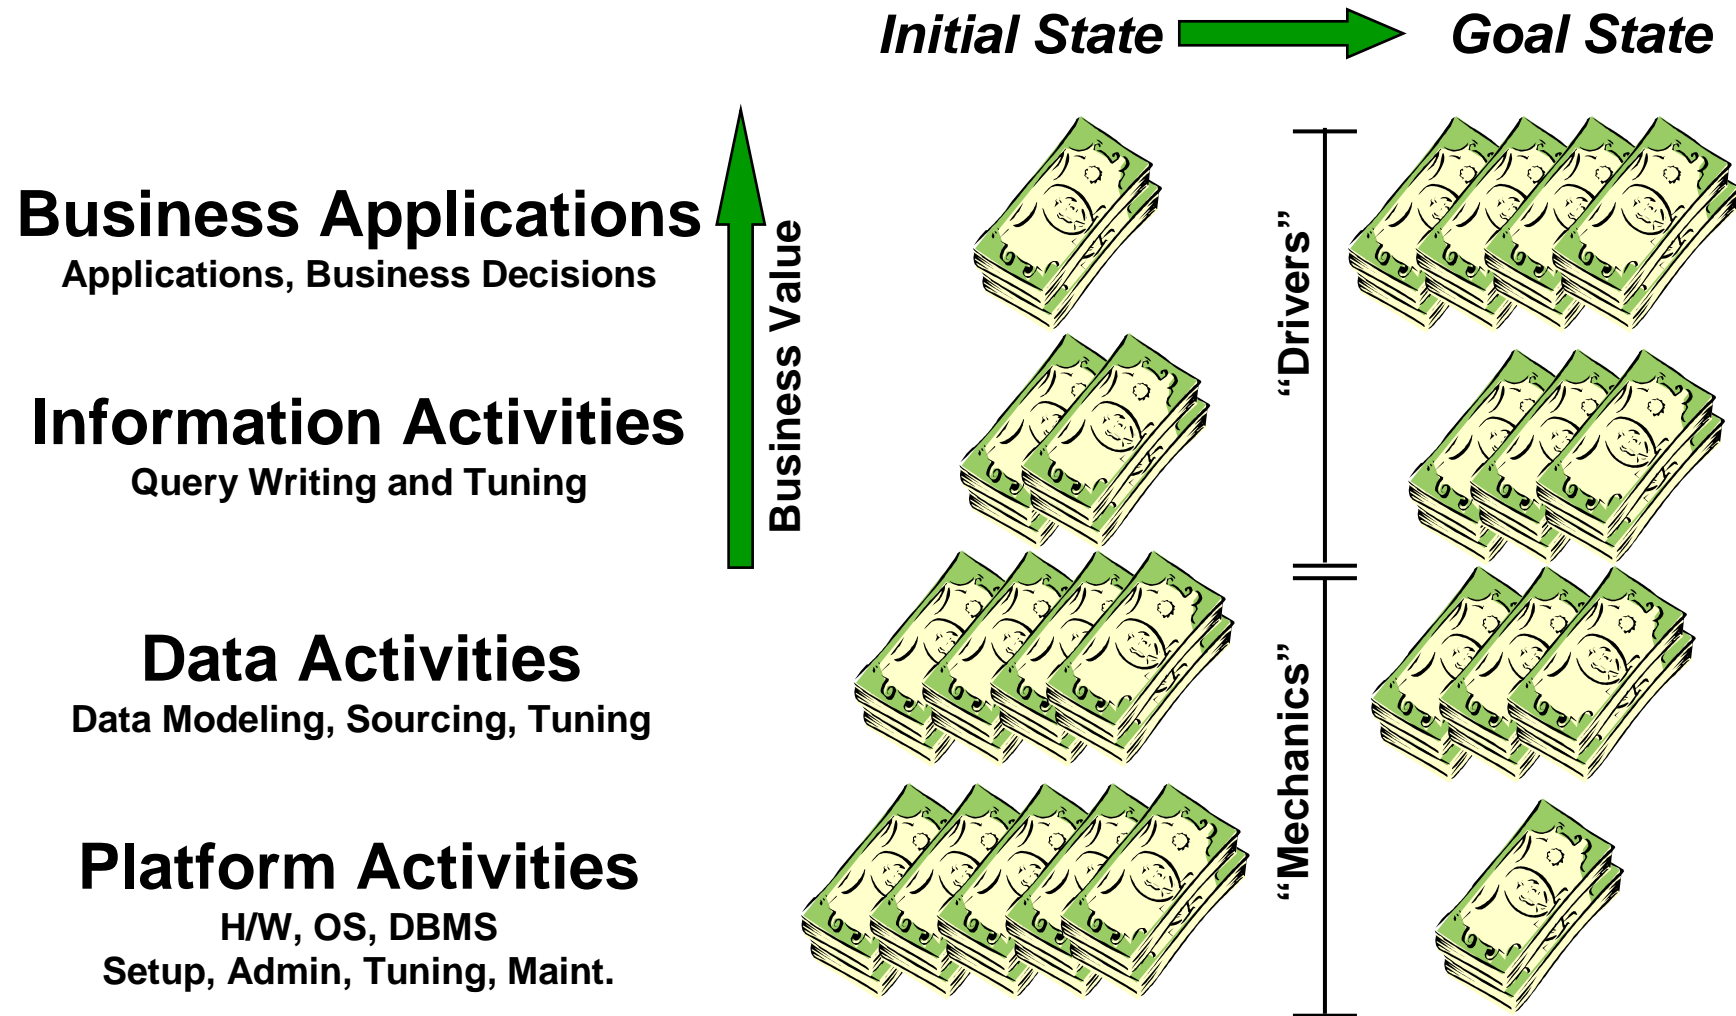 Initial State
Goal State
Business Applications
Applications, Business Decisions
Information Activities
Query Writing and Tuning
Data Activities
Data Modeling, Sourcing, Tuning
Platform Activities
H/W, OS, DBMS
Setup, Admin, Tuning, Maint.
Business Value
“Drivers”
“Mechanics”